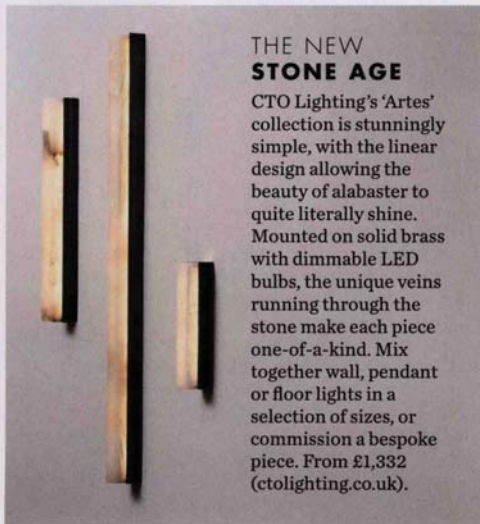 THE NEW
STONE AGE
CTO Lighting's ‘Artes’
collection is stunningly
simple, with the linear
design allowing the
beauty of alabaster to
quite literally shine.
Mounted on solid brass
with dimmable LED
bulbs, the unique veins
running through the
stone make each piece
one-of-a-kind. Mix
together wall, pendant
or floor lights in a
selection of sizes, or
commission a bespoke
piece. From £1,332
(ctolighting.co.uk).